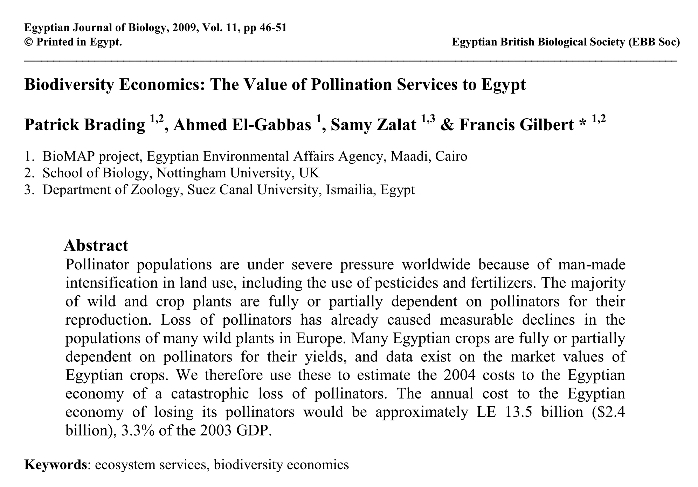 Egyptian Journal of Biology, 2009, Vol. 11, pp 46-51
© Printed in Egypt. Egyptian British Biological Society (EBB Soc)
Biodiversity Economics: The Value of Pollination Services to Egypt
Patrick Brading 1,2, Ahmed El-Gabbas 1, Samy Zalat 1,3 & Francis Gilbert * 1,2
1. BioMAP project, Egyptian Environmental Affairs Agency, Maadi, Cairo
2. School of Biology, Nottingham University, UK
3. Department of Zoology, Suez Canal University, Ismailia, Egypt
Abstract
Pollinator populations are under severe pressure worldwide because of man-made
intensification in land use, including the use of pesticides and fertilizers. The majority
of wild and crop plants are fully or partially dependent on pollinators for their
reproduction. Loss of pollinators has already caused measurable declines in the
populations of many wild plants in Europe. Many Egyptian crops are fully or partially
dependent on pollinators for their yields, and data exist on the market values of
Egyptian crops. We therefore use these to estimate the 2004 costs to the Egyptian
economy of a catastrophic loss of pollinators. The annual cost to the Egyptian
economy of losing its pollinators would be approximately LE 13.5 billion ($2.4
billion), 3.3% of the 2003 GDP.
Keywords: ecosystem services, biodiversity economics